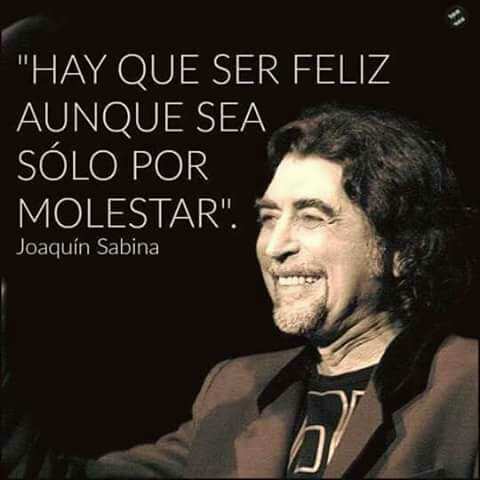 "HAY QUE SER FELIZ
AUNQUE SEA
SÓLO POR
MOLESTAR".
Joaquín Sabina